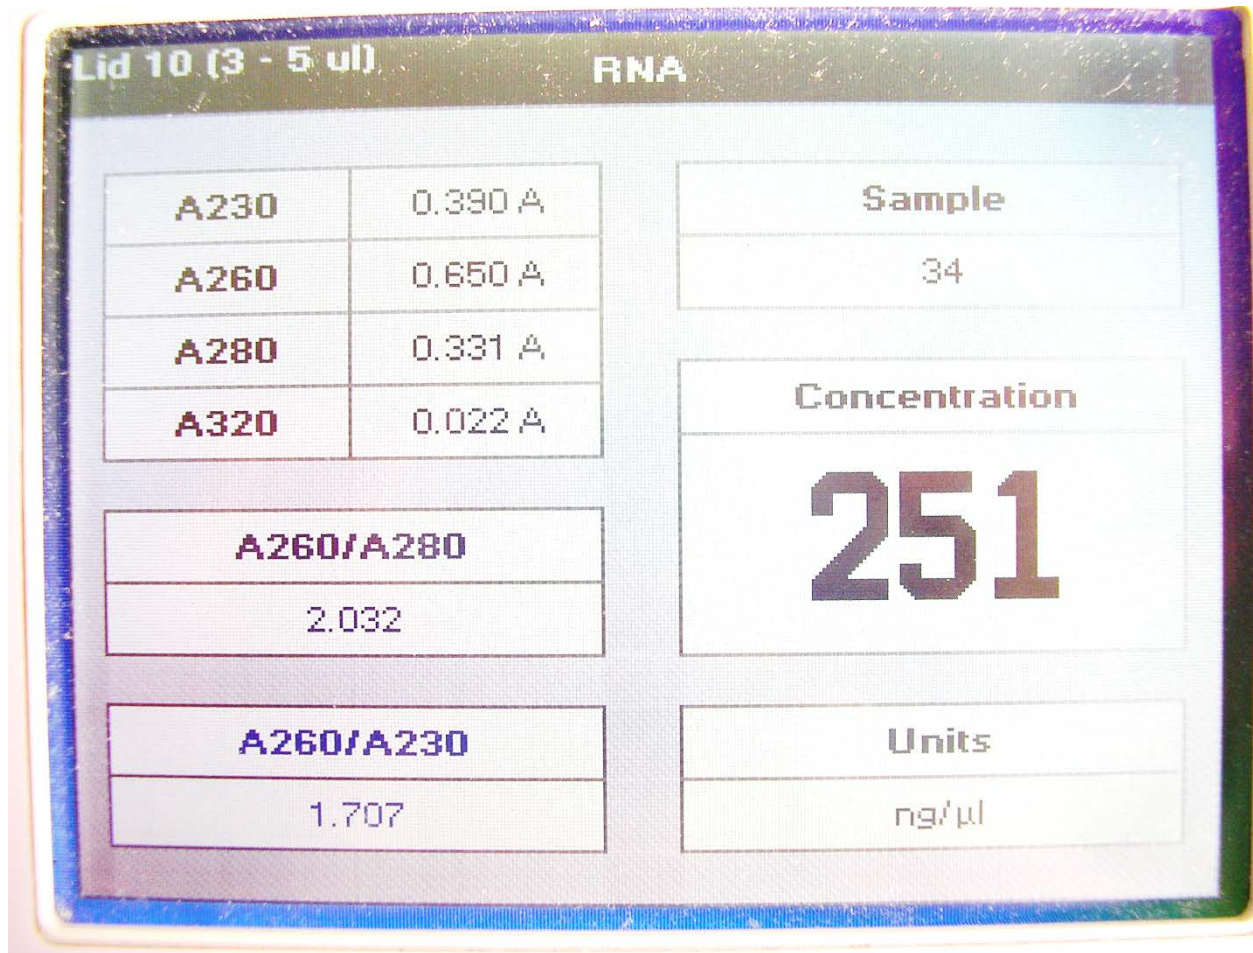 Lid 10 (3 - 5 ul)
RNA
A230 0.390 A
A260 0.650 A
A280 0.331 A
A320 0.022 A
A260/A280
2.032
A260/A230
1.707
Sample
34
Concentration
251
Units
ng/µl